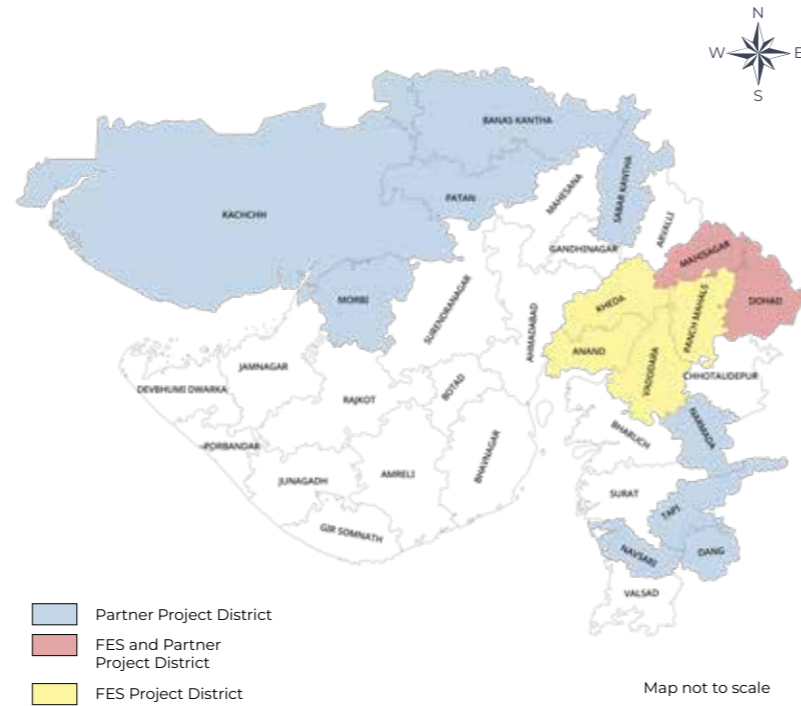 N
W E
S
BANAS KANTHA
KACHCHH
PATAN
MAHESANA
SABAR KANTHA
GANDHINAGAR
ARVALLI
MAHISAGAR
MORBI
SURENDRANAGAR
AHMADABAD
KHEDA
PANCH MAHALS
DOHAD
ANAND
VADODARA
CHHOTAUDEPUR
JAMNAGAR
DEVBHUMI DWARKA
RAJKOT
BOTAD
BHARUCH
NARMADA
PORBANDAR
JUNAGADH
AMRELI
BHAVNAGAR
SURAT
TAPI
GIR SOMNATH
NAVSARI
DANG
VALSAD
Partner Project District
FES and Partner
Project District
FES Project District
Map not to scale